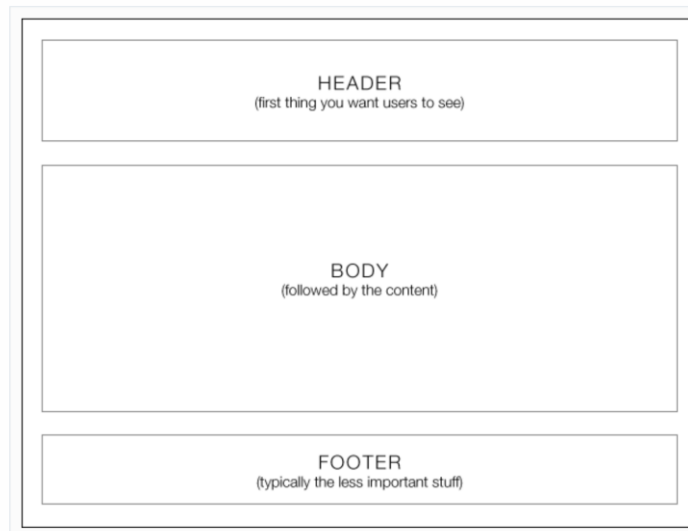 HEADER
(first thing you want users to see)
BODY
(followed by the content)
FOOTER
(typically the less important stuff)